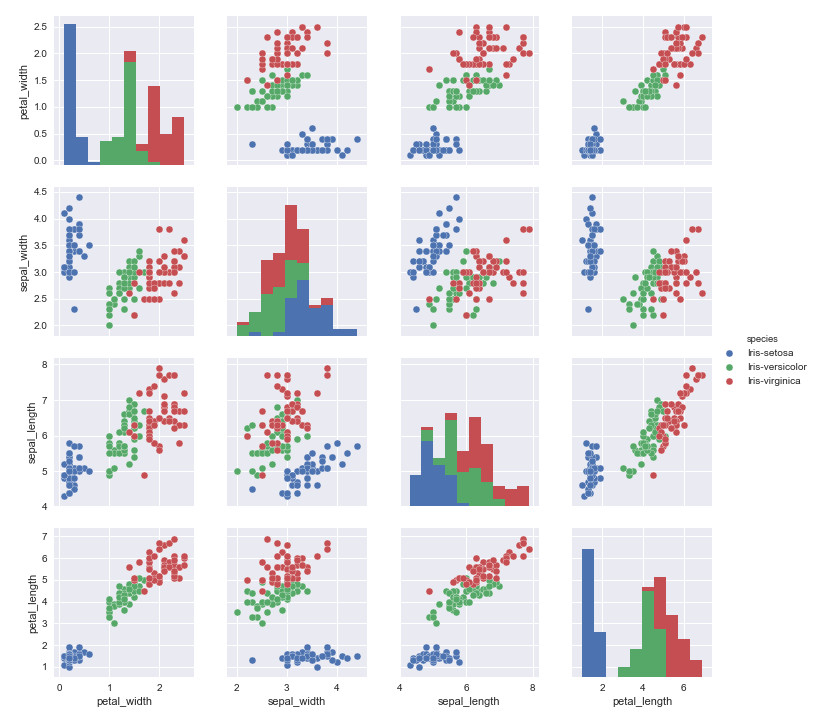 2.5
2.0
1.5
1.0
0.5
0.0
petal_width
4.5
4.0
3.5
3.0
2.5
2.0
sepal_width
8
7
6
5
4
sepal_length
7
6
5
4
3
2
1
petal_length
0 1 2
petal_width
2 3 4
sepal_width
4 6 8
sepal_length
2 4 6
petal_length
species
Iris-setosa
Iris-versicolor
Iris-virginica